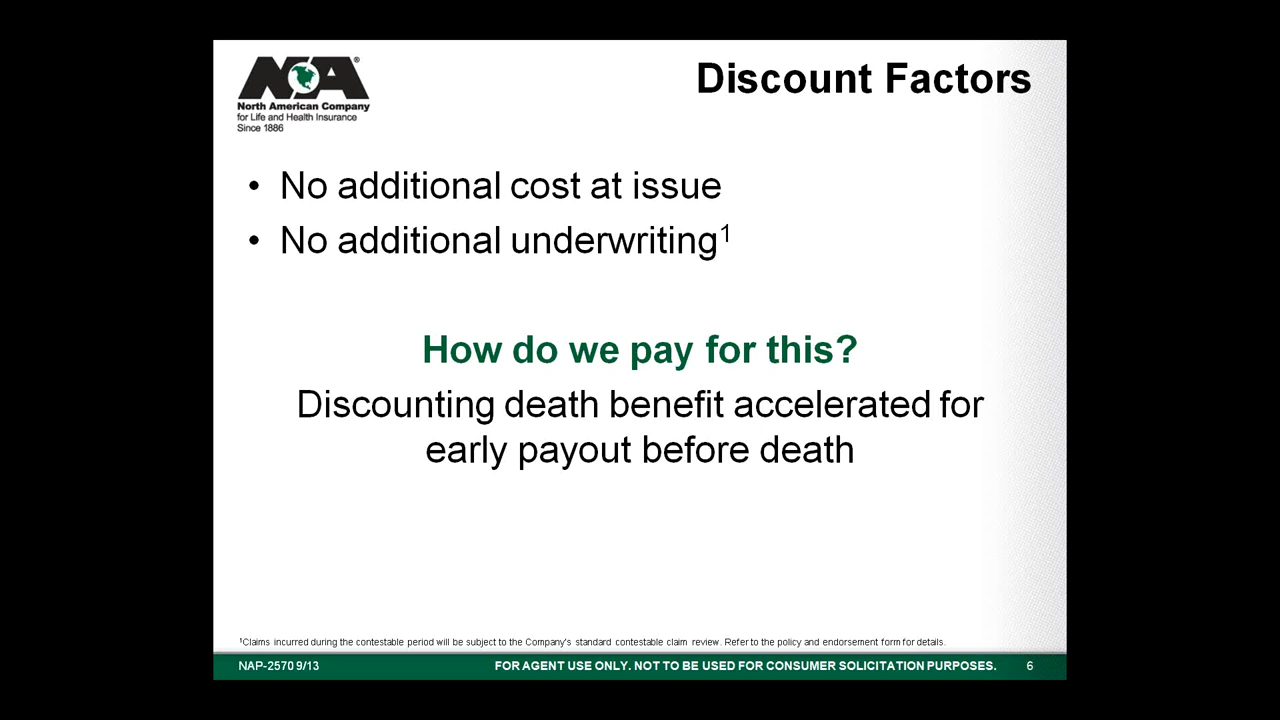 NACA®
North American Company
for Life and Health Insurance
Since 1886
Discount Factors
• No additional cost at issue
• No additional underwriting¹
How do we pay for this?
Discounting death benefit accelerated for
early payout before death
¹Claims incurred during the contestable period will be subject to the Company's standard contestable claim review. Refer to the policy and endorsement form for details.
NAP-2570 9/13
FOR AGENT USE ONLY. NOT TO BE USED FOR CONSUMER SOLICITATION PURPOSES.
6